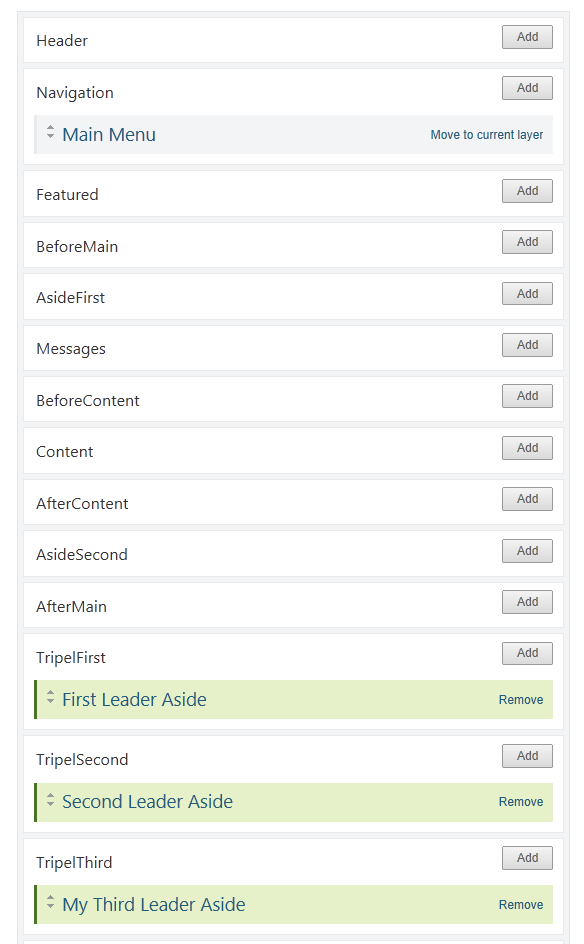 Header Add
Navigation Add
Main Menu Move to current layer
Featured Add
BeforeMain Add
AsideFirst Add
Messages Add
BeforeContent Add
Content Add
AfterContent Add
AsideSecond Add
AfterMain Add
TripelFirst Add
First Leader Aside Remove
TripelSecond Add
Second Leader Aside Remove
TripelThird Add
My Third Leader Aside Remove